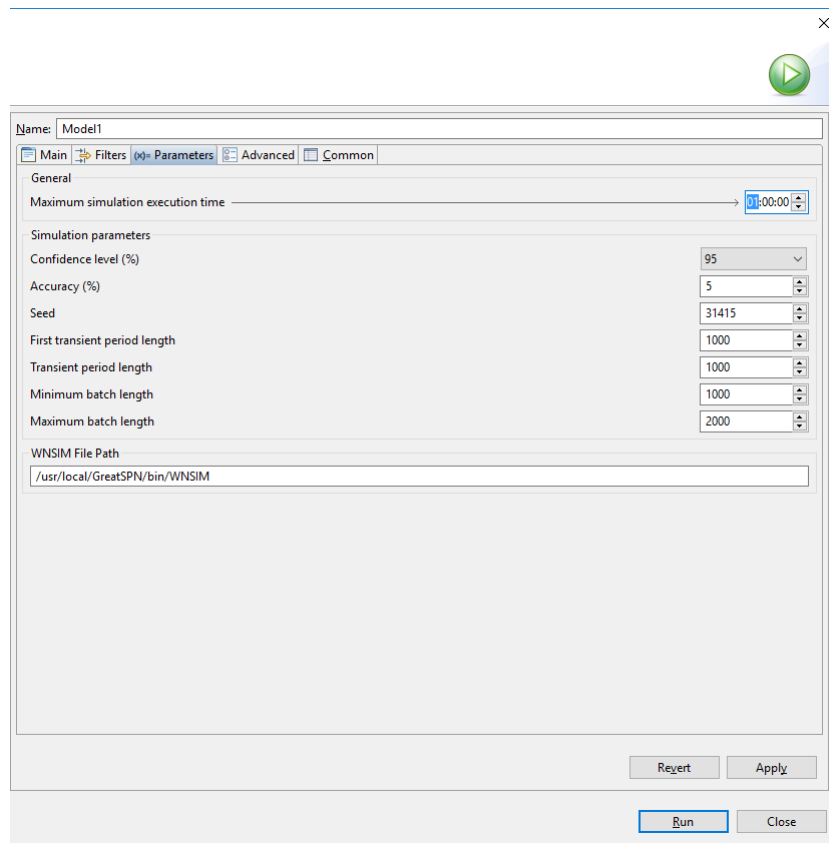 Name: Model1
Main Filters (x)= Parameters Advanced Common
General
Maximum simulation execution time 01:00:00
Simulation parameters
Confidence level (%) 95
Accuracy (%) 5
Seed 31415
First transient period length 1000
Transient period length 1000
Minimum batch length 1000
Maximum batch length 2000
WNSIM File Path
/usr/local/GreatSPN/bin/WNSIM
Revert Apply
Run Close